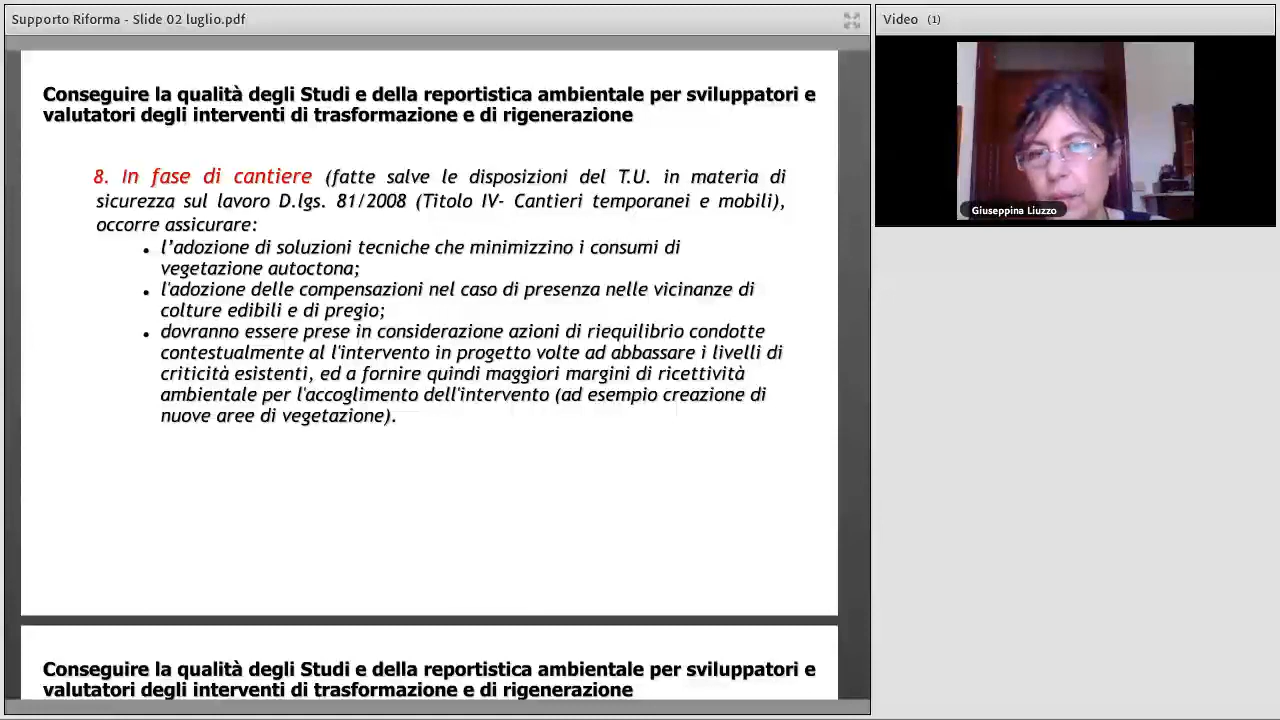 Supporto Riforma - Slide 02 luglio.pdf
Video (1)
Conseguire la qualità degli Studi e della reportistica ambientale per sviluppatori e
valutatori degli interventi di trasformazione e di rigenerazione
8. In fase di cantiere (fatte salve le disposizioni del T.U. in materia di
sicurezza sul lavoro D.lgs. 81/2008 (Titolo IV- Cantieri temporanei e mobili),
occorre assicurare:
• l’adozione di soluzioni tecniche che minimizzino i consumi di
vegetazione autoctona;
• l'adozione delle compensazioni nel caso di presenza nelle vicinanze di
colture edibili e di pregio;
• dovranno essere prese in considerazione azioni di riequilibrio condotte
contestualmente al l'intervento in progetto volte ad abbassare i livelli di
criticità esistenti, ed a fornire quindi maggiori margini di ricettività
ambientale per l'accoglimento dell'intervento (ad esempio creazione di
nuove aree di vegetazione).
Conseguire la qualità degli Studi e della reportistica ambientale per sviluppatori e
valutatori degli interventi di trasformazione e di rigenerazione
Giuseppina Liuzzo